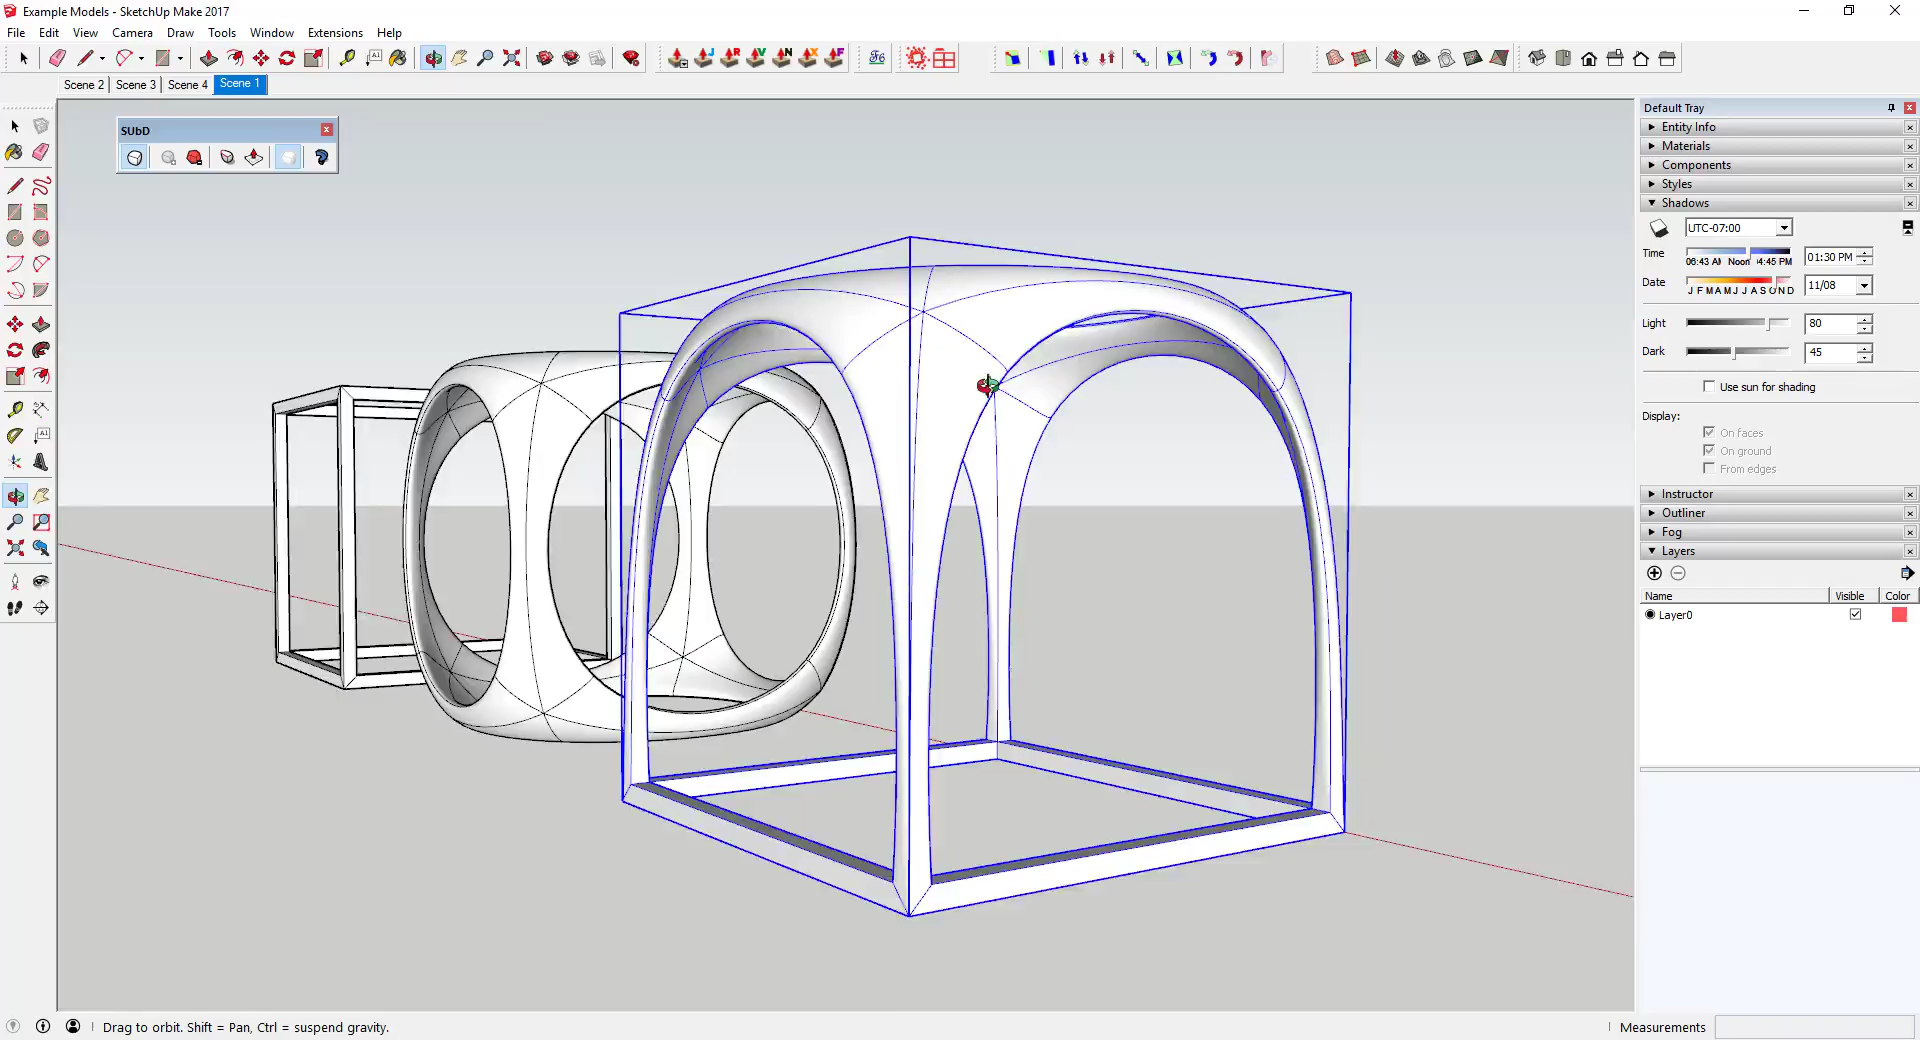 Example Models - SketchUp Make 2017
File Edit View Camera Draw Tools Window Extensions Help
J R V N X F
Scene 2 Scene 3 Scene 4 Scene 1
SUbD
Default Tray
Entity Info
Materials
Components
Styles
Shadows
UTC-07:00
Time 06:43 AM Noon 04:45 PM 01:30 PM
Date J F M A M J J A S O N D 11/08
Light 80
Dark 45
Use sun for shading
Display:
On faces
On ground
From edges
Instructor
Outliner
Fog
Layers
Name Visible Color
Layer0
Drag to orbit. Shift = Pan, Ctrl = suspend gravity.
Measurements